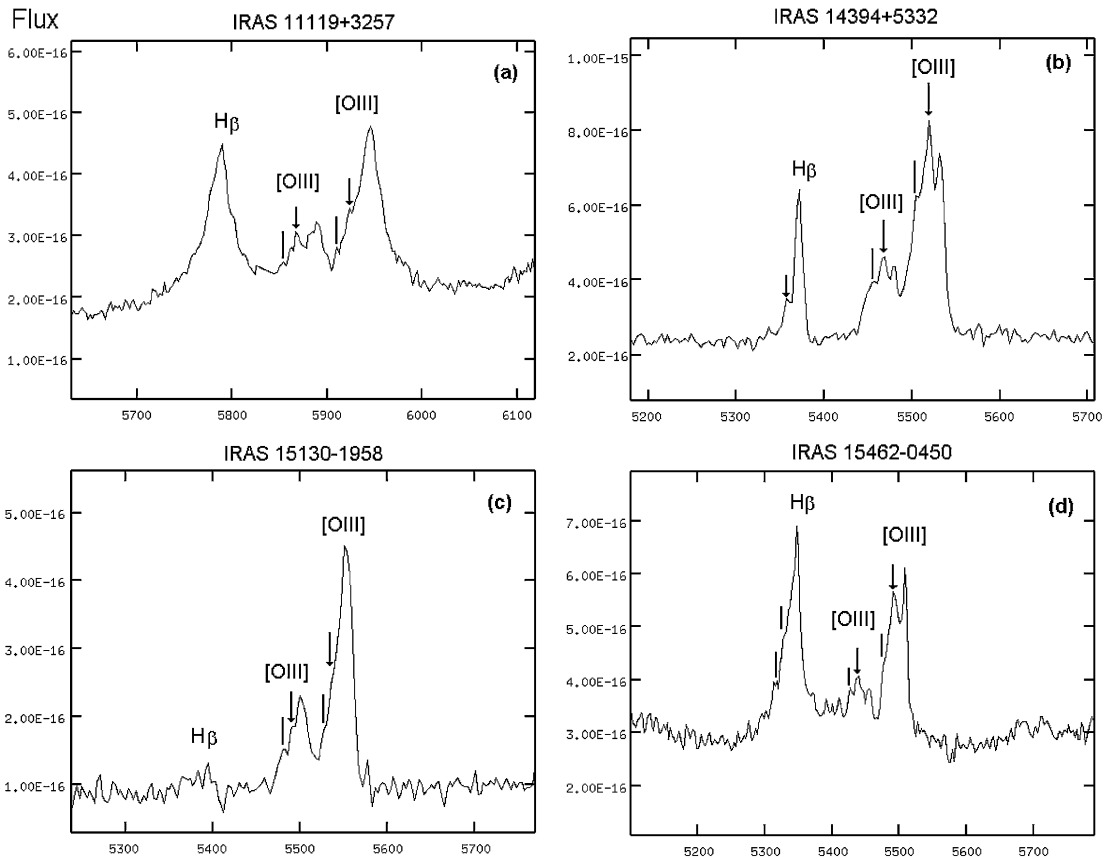 Flux
IRAS 11119+3257
(a)
6.00E-16
5.00E-16
4.00E-16
3.00E-16
2.00E-16
1.00E-16
Hβ
[OIII]
[OIII]
5700 5800 5900 6000 6100
IRAS 14394+5332
(b)
1.00E-15
8.00E-16
6.00E-16
4.00E-16
2.00E-16
Hβ
[OIII]
[OIII]
5200 5300 5400 5500 5600 5700
IRAS 15130-1958
(c)
5.00E-16
4.00E-16
3.00E-16
2.00E-16
1.00E-16
Hβ
[OIII]
[OIII]
5300 5400 5500 5600 5700
IRAS 15462-0450
(d)
7.00E-16
6.00E-16
5.00E-16
4.00E-16
3.00E-16
2.00E-16
Hβ
[OIII]
[OIII]
5200 5300 5400 5500 5600 5700